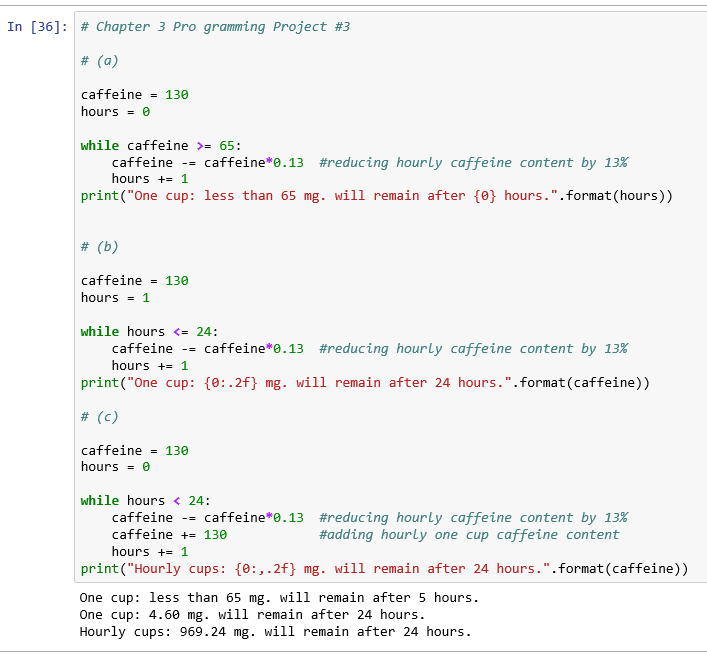 In [36]: # Chapter 3 Pro gramming Project #3
# (a)
caffeine = 130
hours = 0
while caffeine >= 65:
    caffeine -= caffeine*0.13  #reducing hourly caffeine content by 13%
    hours += 1
print("One cup: less than 65 mg. will remain after {0} hours.".format(hours))
# (b)
caffeine = 130
hours = 1
while hours <= 24:
    caffeine -= caffeine*0.13  #reducing hourly caffeine content by 13%
    hours += 1
print("One cup: {0:.2f} mg. will remain after 24 hours.".format(caffeine))
# (c)
caffeine = 130
hours = 0
while hours < 24:
    caffeine -= caffeine*0.13  #reducing hourly caffeine content by 13%
    caffeine += 130            #adding hourly one cup caffeine content
    hours += 1
print("Hourly cups: {0:,.2f} mg. will remain after 24 hours.".format(caffeine))
One cup: less than 65 mg. will remain after 5 hours.
One cup: 4.60 mg. will remain after 24 hours.
Hourly cups: 969.24 mg. will remain after 24 hours.